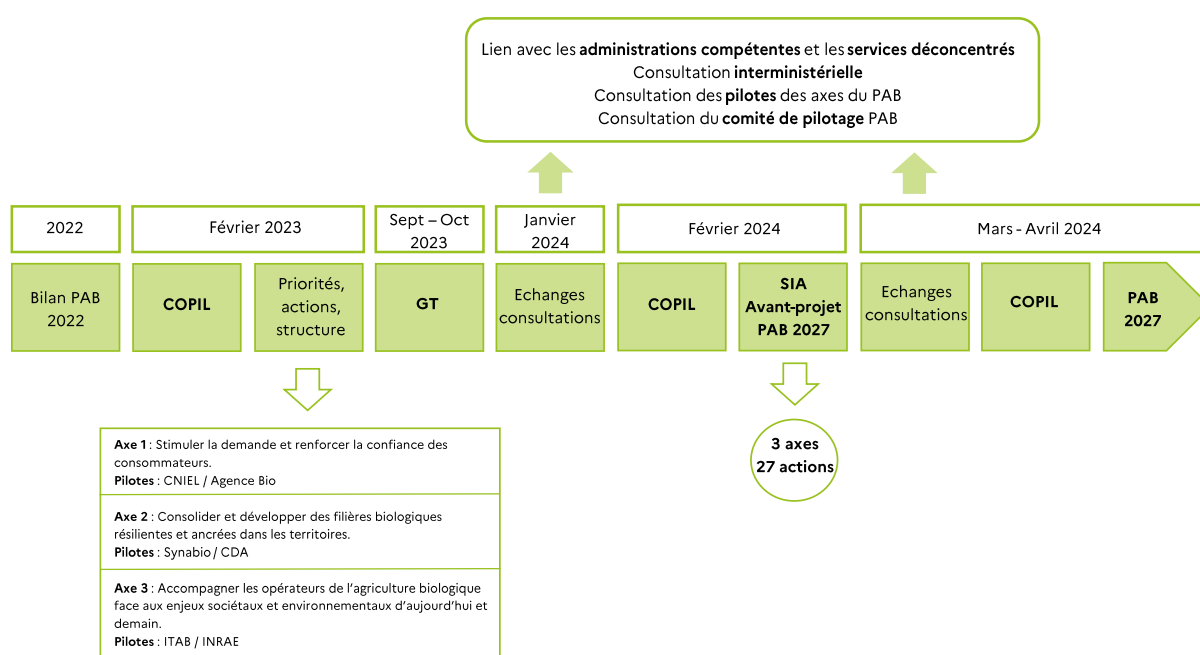 Lien avec les administrations compétentes et les services déconcentrés
Consultation interministérielle
Consultation des pilotes des axes du PAB
Consultation du comité de pilotage PAB
2022
Février 2023
Sept – Oct
2023
Janvier
2024
Février 2024
Mars - Avril 2024
Bilan PAB
2022
COPIL
Priorités,
actions,
structure
GT
Echanges
consultations
COPIL
SIA
Avant-projet
PAB 2027
Echanges
consultations
COPIL
PAB
2027
Axe 1 : Stimuler la demande et renforcer la confiance des
consommateurs.
Pilotes : CNIEL / Agence Bio
Axe 2 : Consolider et développer des filières biologiques
résilientes et ancrées dans les territoires.
Pilotes : Synabio / CDA
Axe 3 : Accompagner les opérateurs de l’agriculture biologique
face aux enjeux sociétaux et environnementaux d’aujourd’hui et
demain.
Pilotes : ITAB / INRAE
3 axes
27 actions